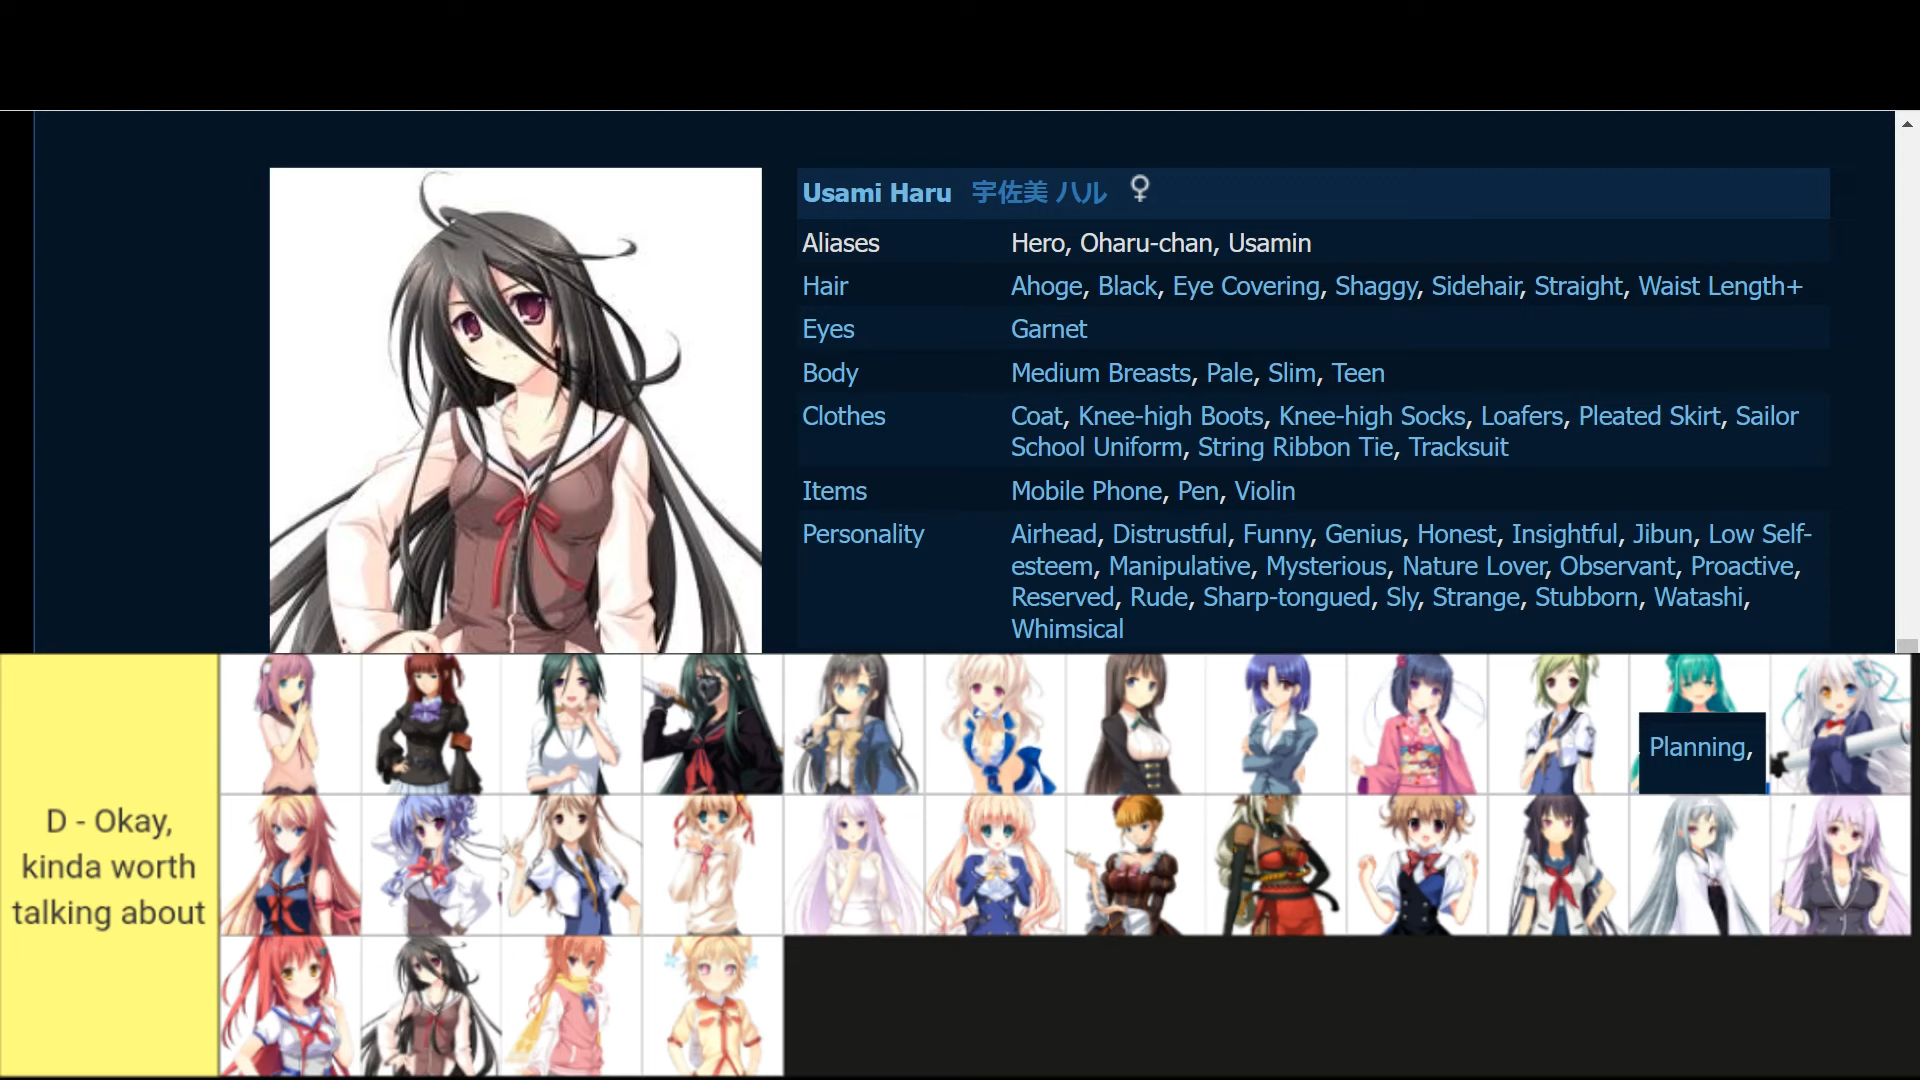 Usami Haru 宇佐美 ハル ♀
Aliases Hero, Oharu-chan, Usamin
Hair Ahoge, Black, Eye Covering, Shaggy, Sidehair, Straight, Waist Length+
Eyes Garnet
Body Medium Breasts, Pale, Slim, Teen
Clothes Coat, Knee-high Boots, Knee-high Socks, Loafers, Pleated Skirt, Sailor
School Uniform, String Ribbon Tie, Tracksuit
Items Mobile Phone, Pen, Violin
Personality Airhead, Distrustful, Funny, Genius, Honest, Insightful, Jibun, Low Self-
esteem, Manipulative, Mysterious, Nature Lover, Observant, Proactive,
Reserved, Rude, Sharp-tongued, Sly, Strange, Stubborn, Watashi,
Whimsical
Planning,
D - Okay,
kinda worth
talking about